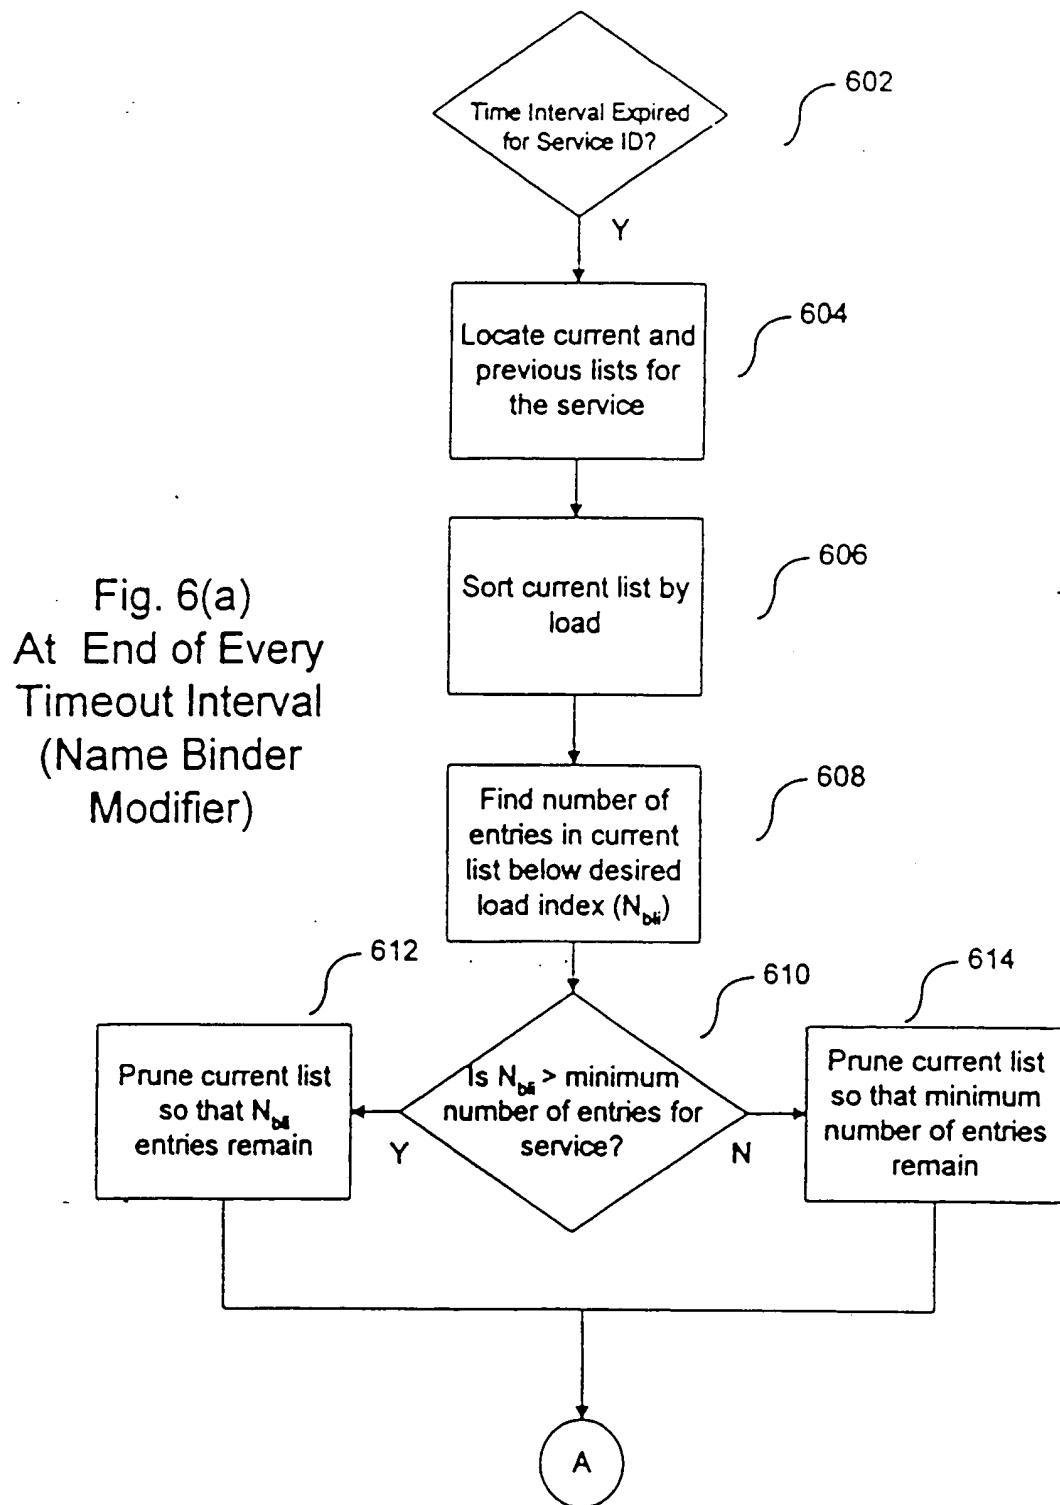 602
Time Interval Expired
for Service ID?
Y
604
Locate current and
previous lists for
the service
606
Sort current list by
load
Fig. 6(a)
At End of Every
Timeout Interval
(Name Binder
Modifier)
608
Find number of
entries in current
list below desired
load index (Nbli)
612
610
614
Prune current list
so that Nbli
entries remain
Is Nbli > minimum
number of entries for
service?
Y
N
Prune current list
so that minimum
number of entries
remain
A